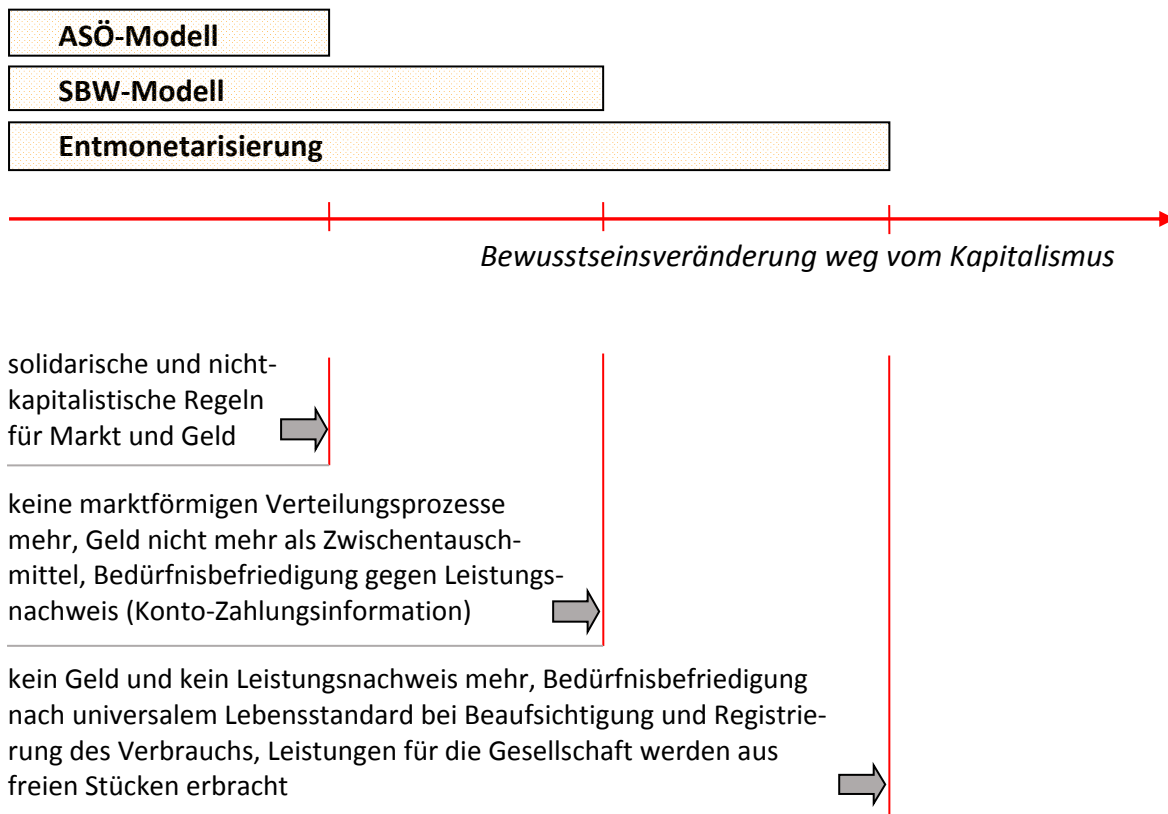 ASÖ-Modell
SBW-Modell
Entmonetarisierung
Bewusstseinsveränderung weg vom Kapitalismus
solidarische und nicht-
kapitalistische Regeln
für Markt und Geld
keine marktförmigen Verteilungsprozesse
mehr, Geld nicht mehr als Zwischentausch-
mittel, Bedürfnisbefriedigung gegen Leistungs-
nachweis (Konto-Zahlungsinformation)
kein Geld und kein Leistungsnachweis mehr, Bedürfnisbefriedigung
nach universalem Lebensstandard bei Beaufsichtigung und Registrie-
rung des Verbrauchs, Leistungen für die Gesellschaft werden aus
freien Stücken erbracht